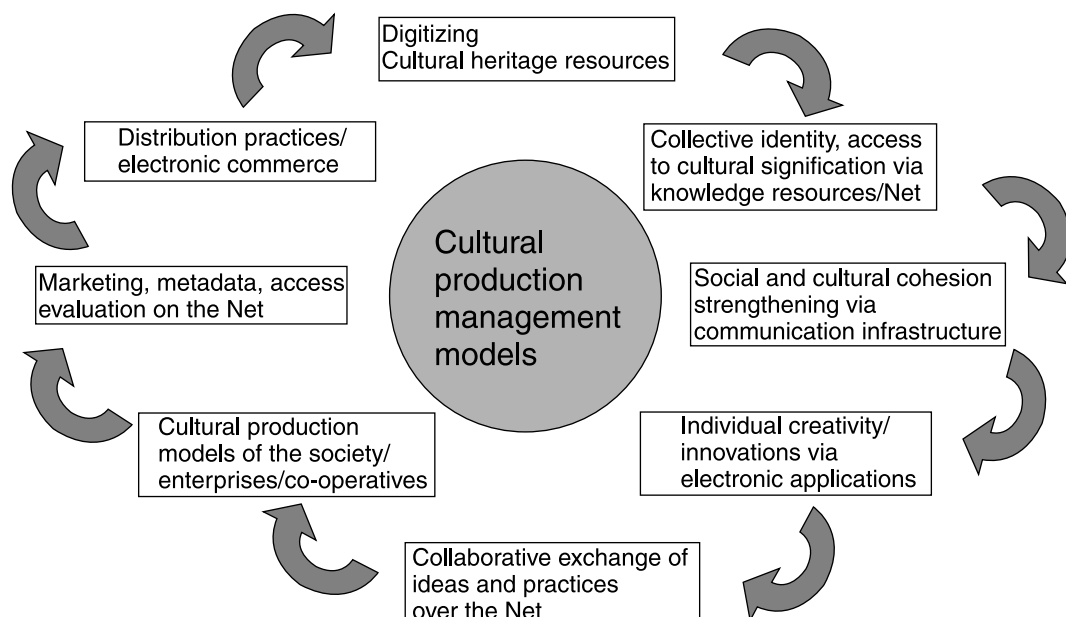 Digitizing
Cultural heritage resources
Collective identity, access
to cultural signification via
knowledge resources/Net
Social and cultural cohesion
strengthening via
communication infrastructure
Individual creativity/
innovations via
electronic applications
Collaborative exchange of
ideas and practices
over the Net
Cultural production
models of the society/
enterprises/co-operatives
Marketing, metadata, access
evaluation on the Net
Distribution practices/
electronic commerce
Cultural
production
management
models